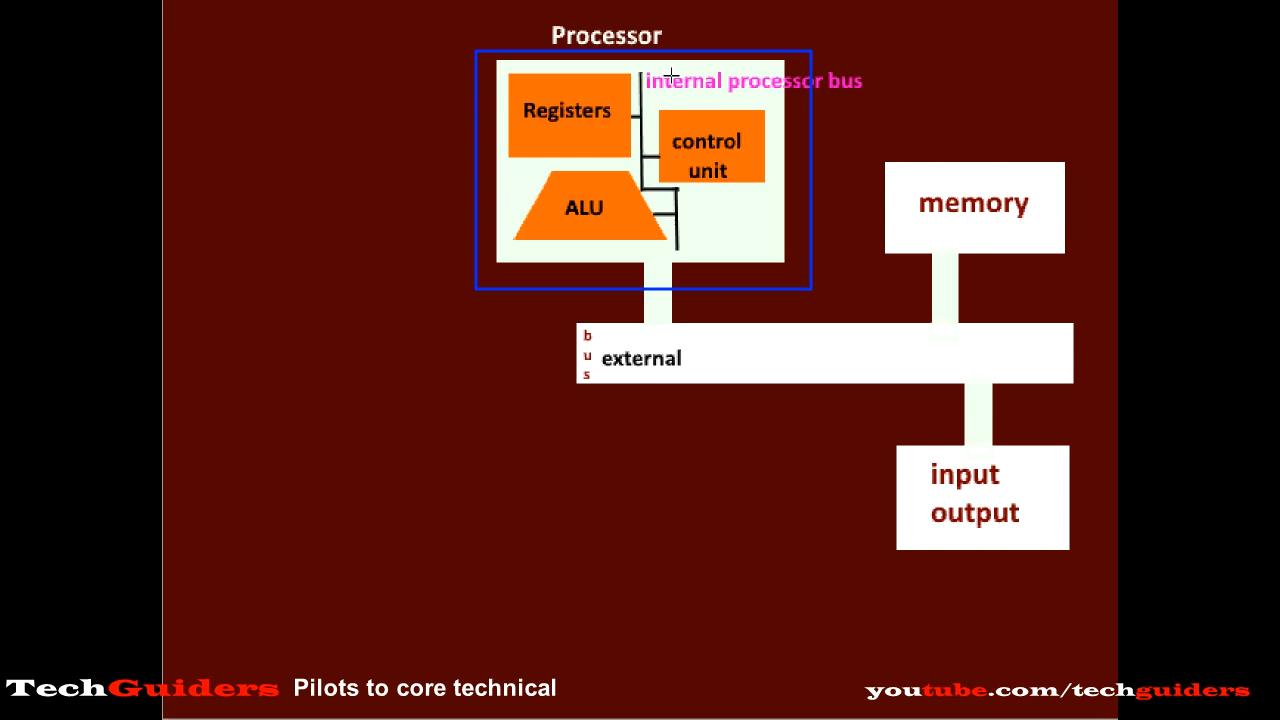 Processor
internal processor bus
Registers
control
unit
ALU
memory
bus
external
input
output
TechGuiders Pilots to core technical
youtube.com/techguiders